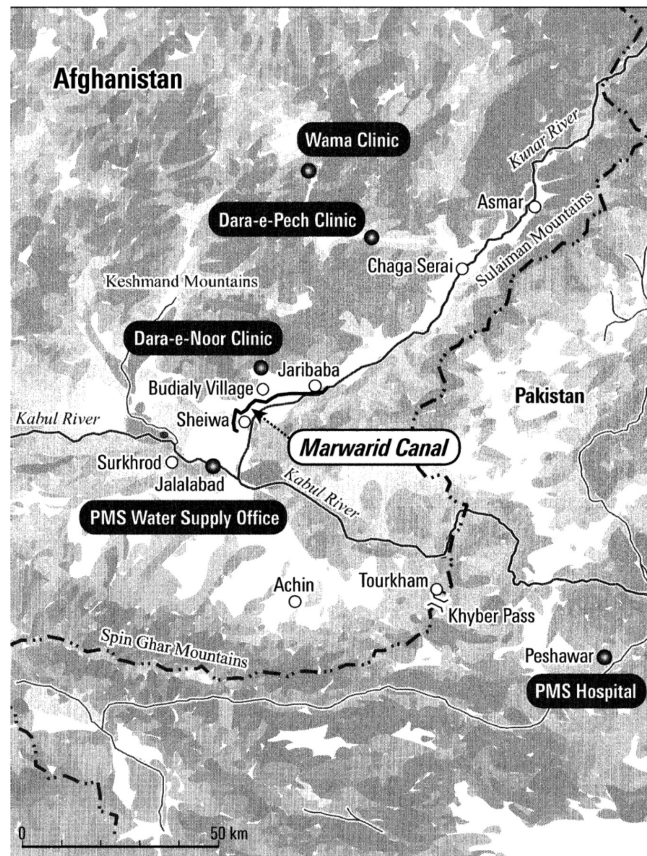 Afghanistan
Wama Clinic
Kunar River
Asmar
Dara-e-Pech Clinic
Sulaiman Mountains
Chaga Serai
Keshmand Mountains
Dara-e-Noor Clinic
Jaribaba
Budialy Village
Pakistan
Kabul River
Sheiwa
Marwarid Canal
Surkhrod
Jalalabad
Kabul River
PMS Water Supply Office
Achin
Tourkham
Khyber Pass
Spin Ghar Mountains
Peshawar
PMS Hospital
0 50 km